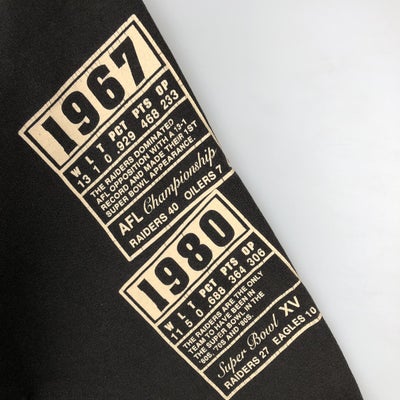 1967
W L T PCT PTS OP
13 1 0 .929 468 233
THE RAIDERS DOMINATED
AFL OPPOSITION WITH A 13-1
RECORD AND MADE THEIR 1ST
SUPER BOWL APPEARANCE.
AFL Championship
RAIDERS 40 OILERS 7
1980
W L T PCT PTS OP
11 5 0 .688 364 306
THE RAIDERS ARE THE ONLY
TEAM TO HAVE BEEN IN
THE SUPER BOWL IN THE
'60S, '70S AND '80S.
Super Bowl XV
RAIDERS 27 EAGLES 10